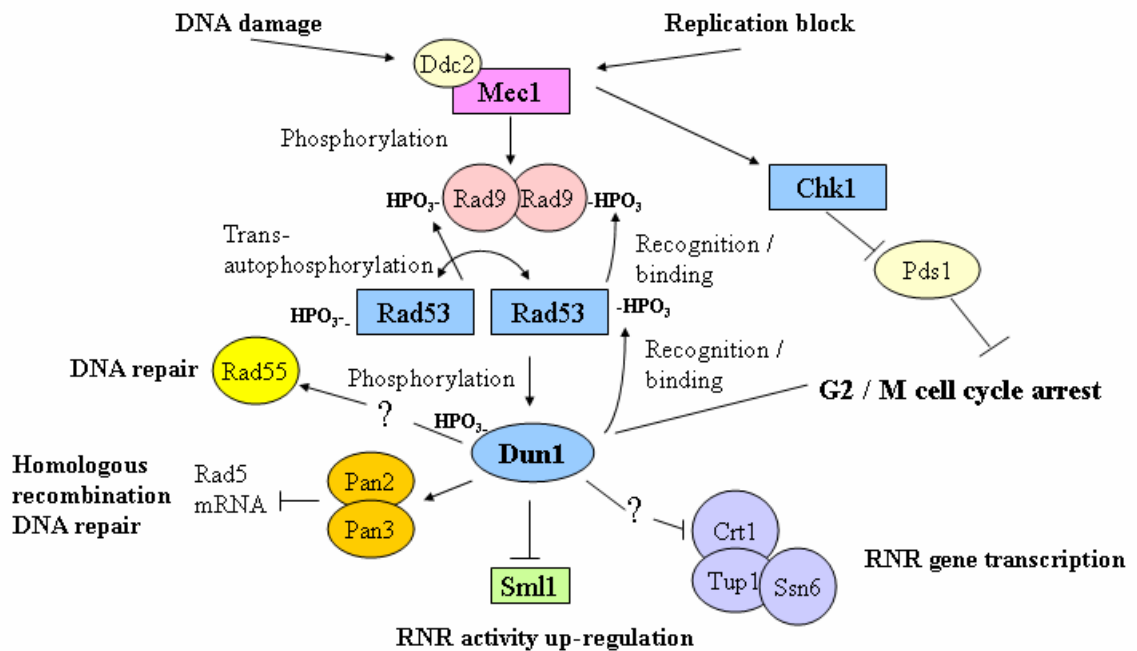 DNA damage
Replication block
Ddc2
Mec1
Phosphorylation
Chk1
HPO3-
Rad9
Rad9
-HPO3
Trans-
autophosphorylation
Recognition /
binding
Pds1
HPO3-
Rad53
Rad53
-HPO3
DNA repair
Rad55
Phosphorylation
Recognition /
binding
G2 / M cell cycle arrest
?
HPO3-
Dun1
Homologous
recombination
DNA repair
Rad5
mRNA
Pan2
Pan3
?
Crt1
Tup1
Ssn6
RNR gene transcription
Sml1
RNR activity up-regulation